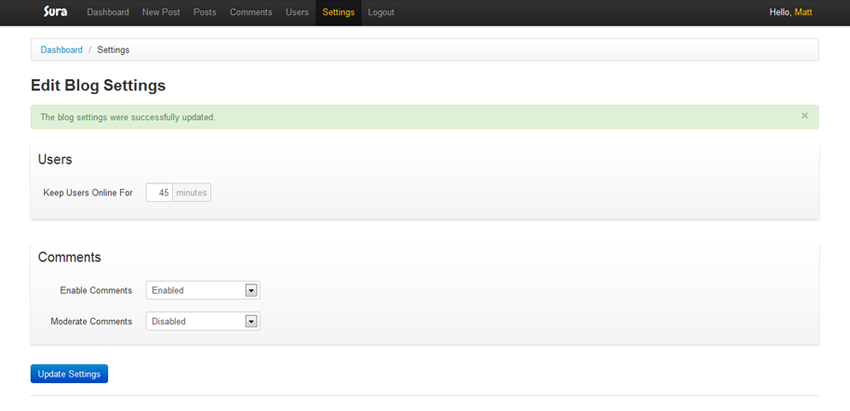 Sura Dashboard New Post Posts Comments Users Settings Logout Hello, Matt
Dashboard / Settings
Edit Blog Settings
The blog settings were successfully updated. ×
Users
Keep Users Online For 45 minutes
Comments
Enable Comments Enabled
Moderate Comments Disabled
Update Settings